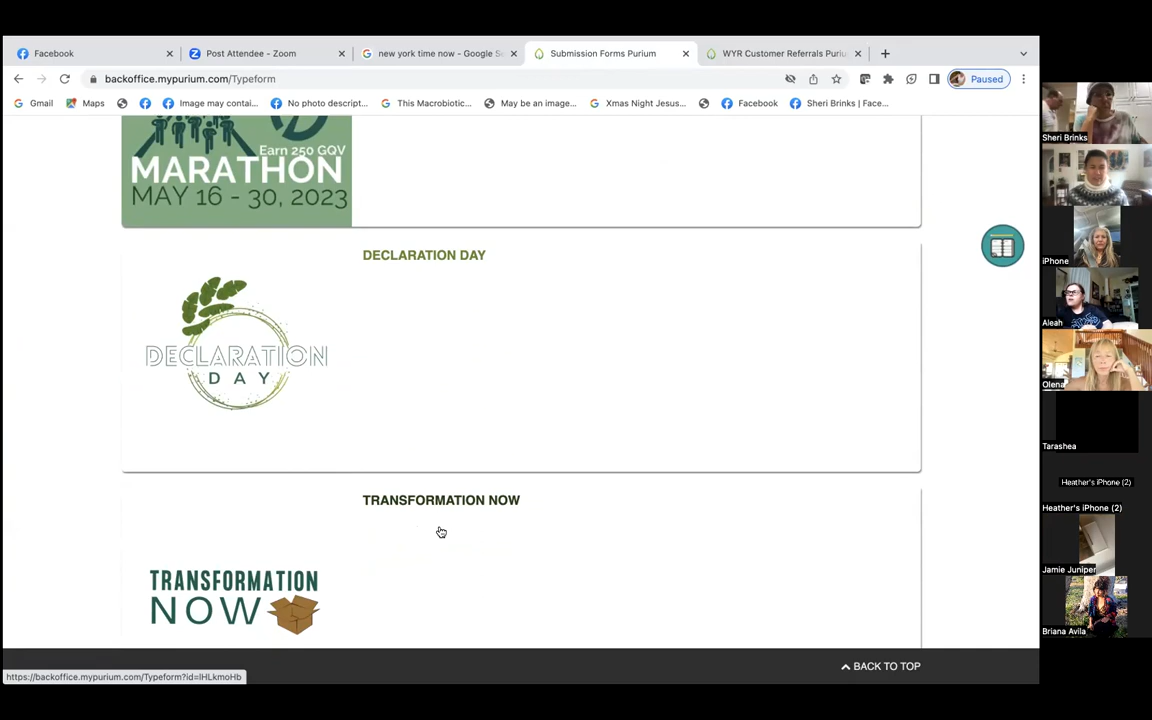 Facebook
Post Attendee - Zoom
new york time now - Google S
Submission Forms Purium
WYR Customer Referrals Puriu
backoffice.mypurium.com/Typeform
Paused
Gmail
Maps
Image may contai...
No photo descript...
This Macrobiotic...
May be an image...
Xmas Night Jesus...
Facebook
Sheri Brinks | Face...
Earn 250 GQV
MARATHON
MAY 16 - 30, 2023
DECLARATION DAY
DECLARATION
DAY
TRANSFORMATION NOW
TRANSFORMATION
NOW
BACK TO TOP
https://backoffice.mypurium.com/Typeform?id=lHLkmoHb
Sheri Brinks
iPhone
Aleah
Olena
Tarashea
Heather's iPhone (2)
Heather's iPhone (2)
Jamie Juniper
Briana Avila